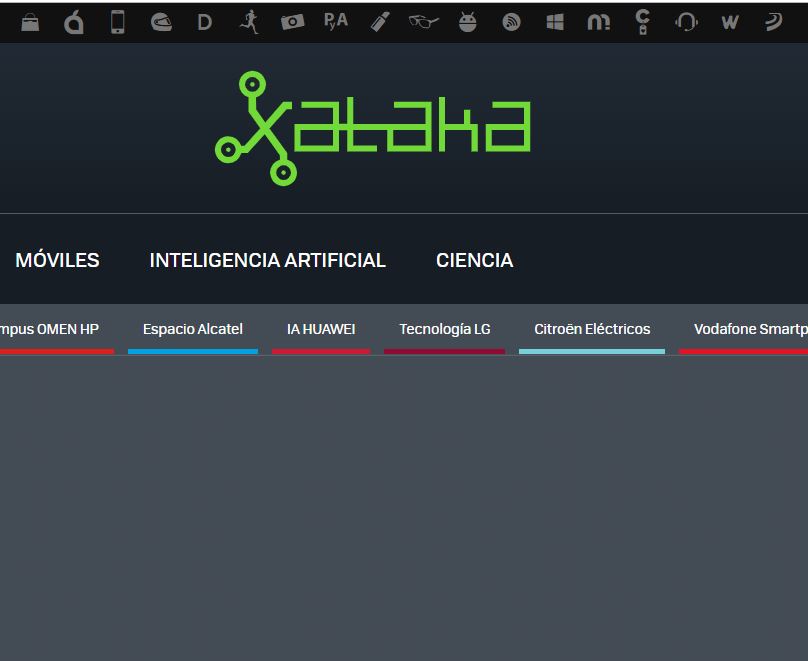 D PyA m! c w
xataka
MÓVILES INTELIGENCIA ARTIFICIAL CIENCIA
mpus OMEN HP Espacio Alcatel IA HUAWEI Tecnología LG Citroën Eléctricos Vodafone Smartp